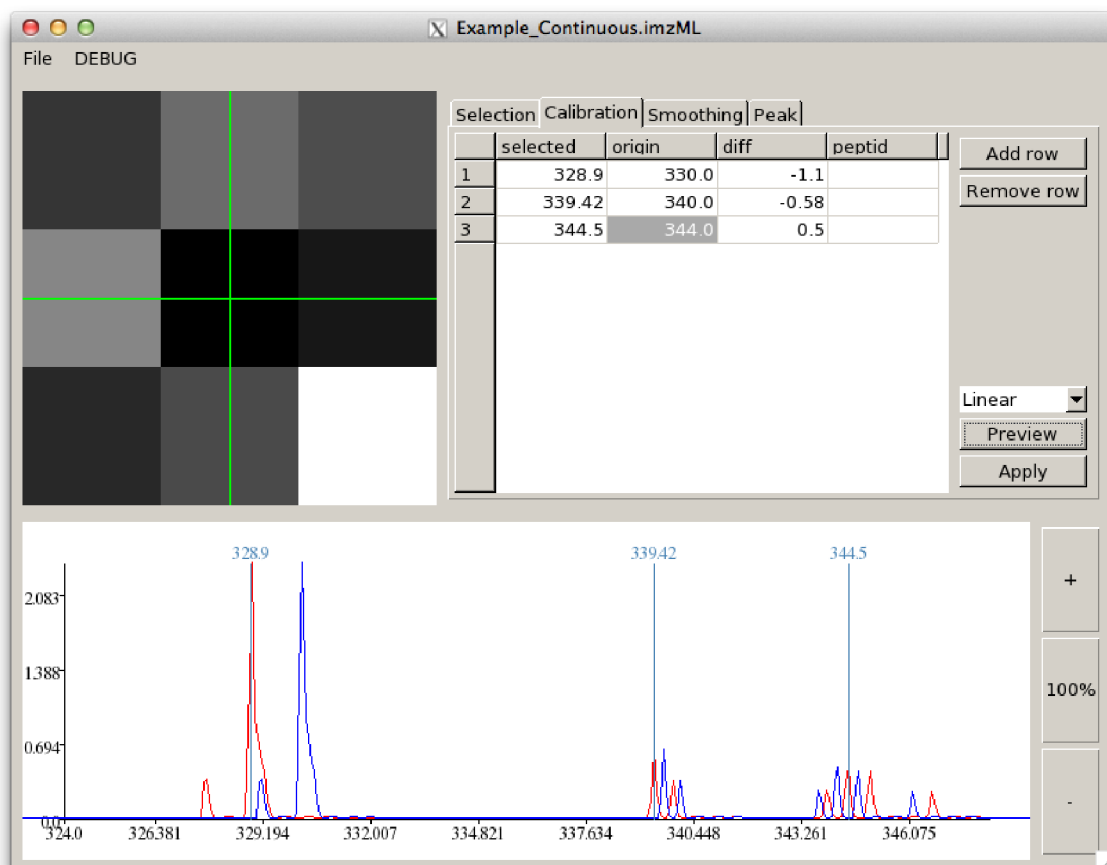 Example_Continuous.imzML
File DEBUG
Selection Calibration Smoothing Peak
selected origin diff peptid
1 328.9 330.0 -1.1
2 339.42 340.0 -0.58
3 344.5 344.0 0.5
Add row
Remove row
Linear
Preview
Apply
328.9 339.42 344.5
2.083
1.388
0.694
0.0
324.0 326.581 329.194 332.007 334.821 337.634 340.448 343.261 346.075
+
100%
-